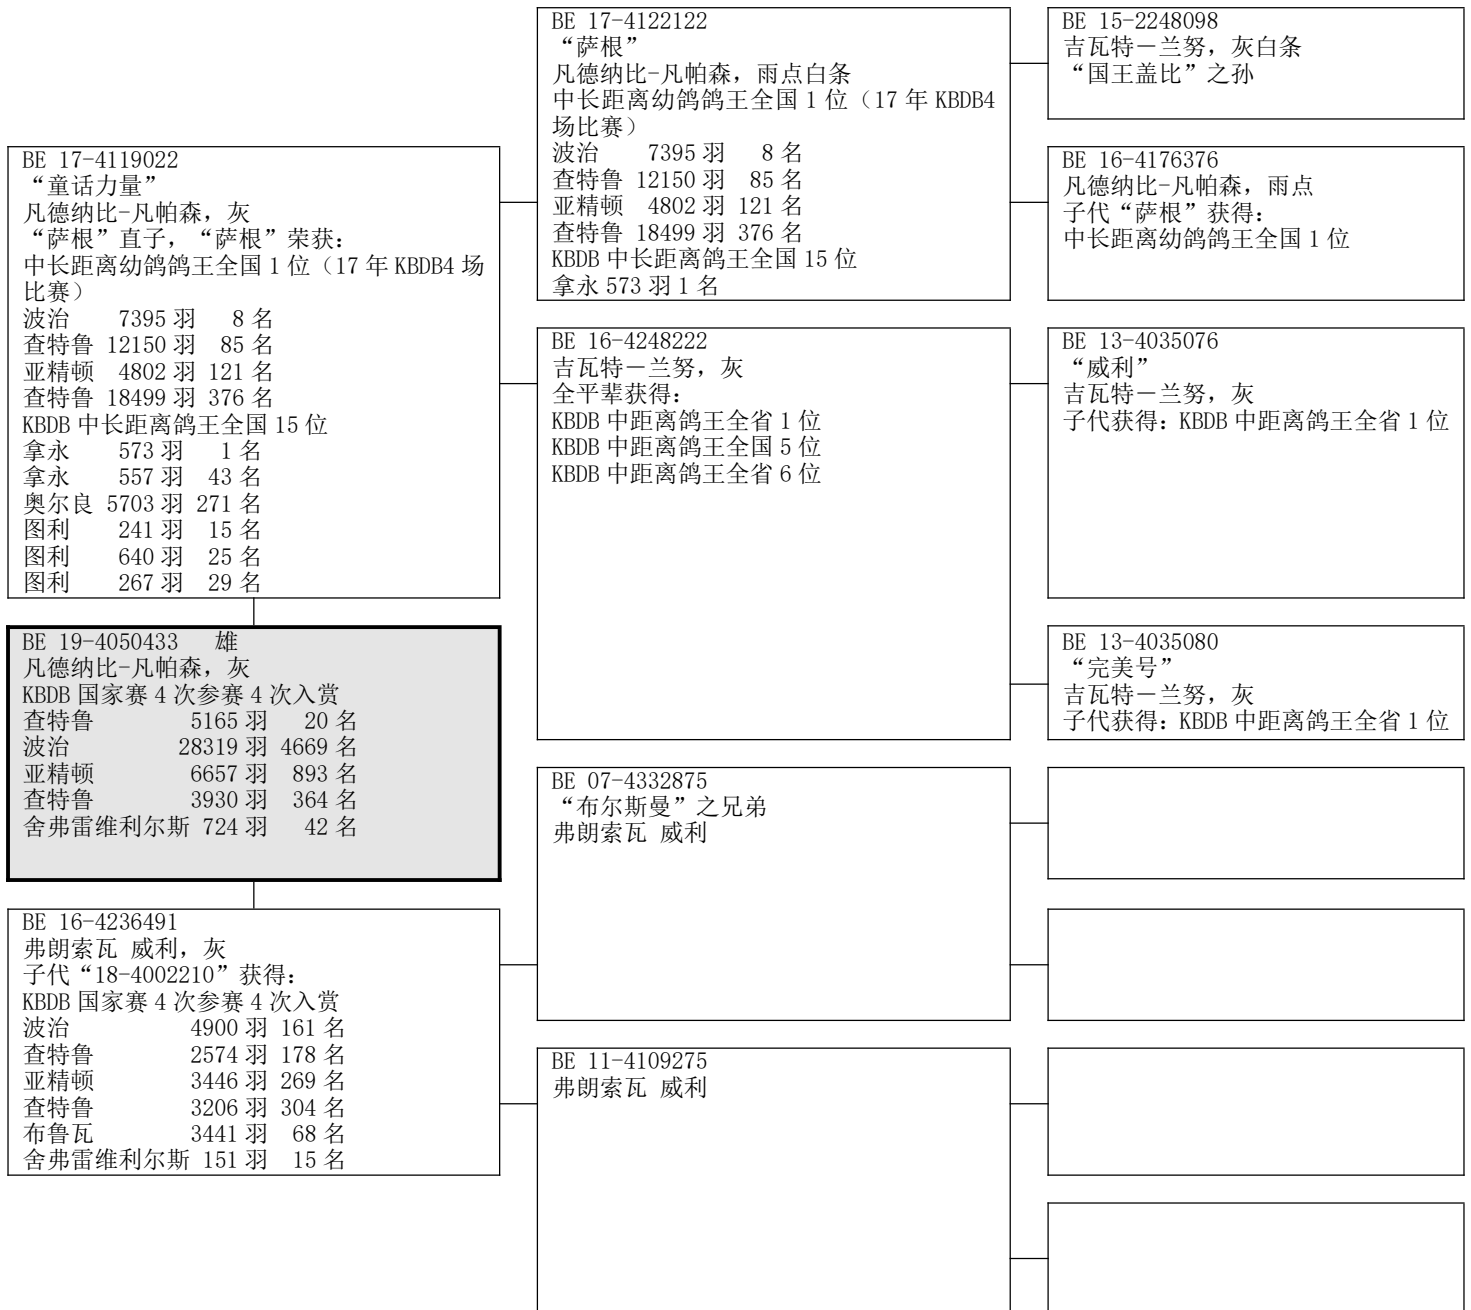 BE 17-4119022
“童话力量”
凡德纳比-凡帕森，灰
“萨根”直子，“萨根”荣获：
中长距离幼鸽鸽王全国 1 位（17 年 KBDB4 场
比赛）
波治 7395 羽 8 名
查特鲁 12150 羽 85 名
亚精顿 4802 羽 121 名
查特鲁 18499 羽 376 名
KBDB 中长距离鸽王全国 15 位
拿永 573 羽 1 名
拿永 557 羽 43 名
奥尔良 5703 羽 271 名
图利 241 羽 15 名
图利 640 羽 25 名
图利 267 羽 29 名
BE 19-4050433 雄
凡德纳比-凡帕森，灰
KBDB 国家赛 4 次参赛 4 次入赏
查特鲁 5165 羽 20 名
波治 28319 羽 4669 名
亚精顿 6657 羽 893 名
查特鲁 3930 羽 364 名
舍弗雷维利尔斯 724 羽 42 名
BE 16-4236491
弗朗索瓦 威利，灰
子代“18-4002210”获得：
KBDB 国家赛 4 次参赛 4 次入赏
波治 4900 羽 161 名
查特鲁 2574 羽 178 名
亚精顿 3446 羽 269 名
查特鲁 3206 羽 304 名
布鲁瓦 3441 羽 68 名
舍弗雷维利尔斯 151 羽 15 名
BE 17-4122122
“萨根”
凡德纳比-凡帕森，雨点白条
中长距离幼鸽鸽王全国 1 位（17 年 KBDB4
场比赛）
波治 7395 羽 8 名
查特鲁 12150 羽 85 名
亚精顿 4802 羽 121 名
查特鲁 18499 羽 376 名
KBDB 中长距离鸽王全国 15 位
拿永 573 羽 1 名
BE 16-4248222
吉瓦特－兰努，灰
全平辈获得：
KBDB 中距离鸽王全省 1 位
KBDB 中距离鸽王全国 5 位
KBDB 中距离鸽王全省 6 位
BE 07-4332875
“布尔斯曼”之兄弟
弗朗索瓦 威利
BE 11-4109275
弗朗索瓦 威利
BE 15-2248098
吉瓦特－兰努，灰白条
“国王盖比”之孙
BE 16-4176376
凡德纳比-凡帕森，雨点
子代“萨根”获得：
中长距离幼鸽鸽王全国 1 位
BE 13-4035076
“威利”
吉瓦特－兰努，灰
子代获得：KBDB 中距离鸽王全省 1 位
BE 13-4035080
“完美号”
吉瓦特－兰努，灰
子代获得：KBDB 中距离鸽王全省 1 位